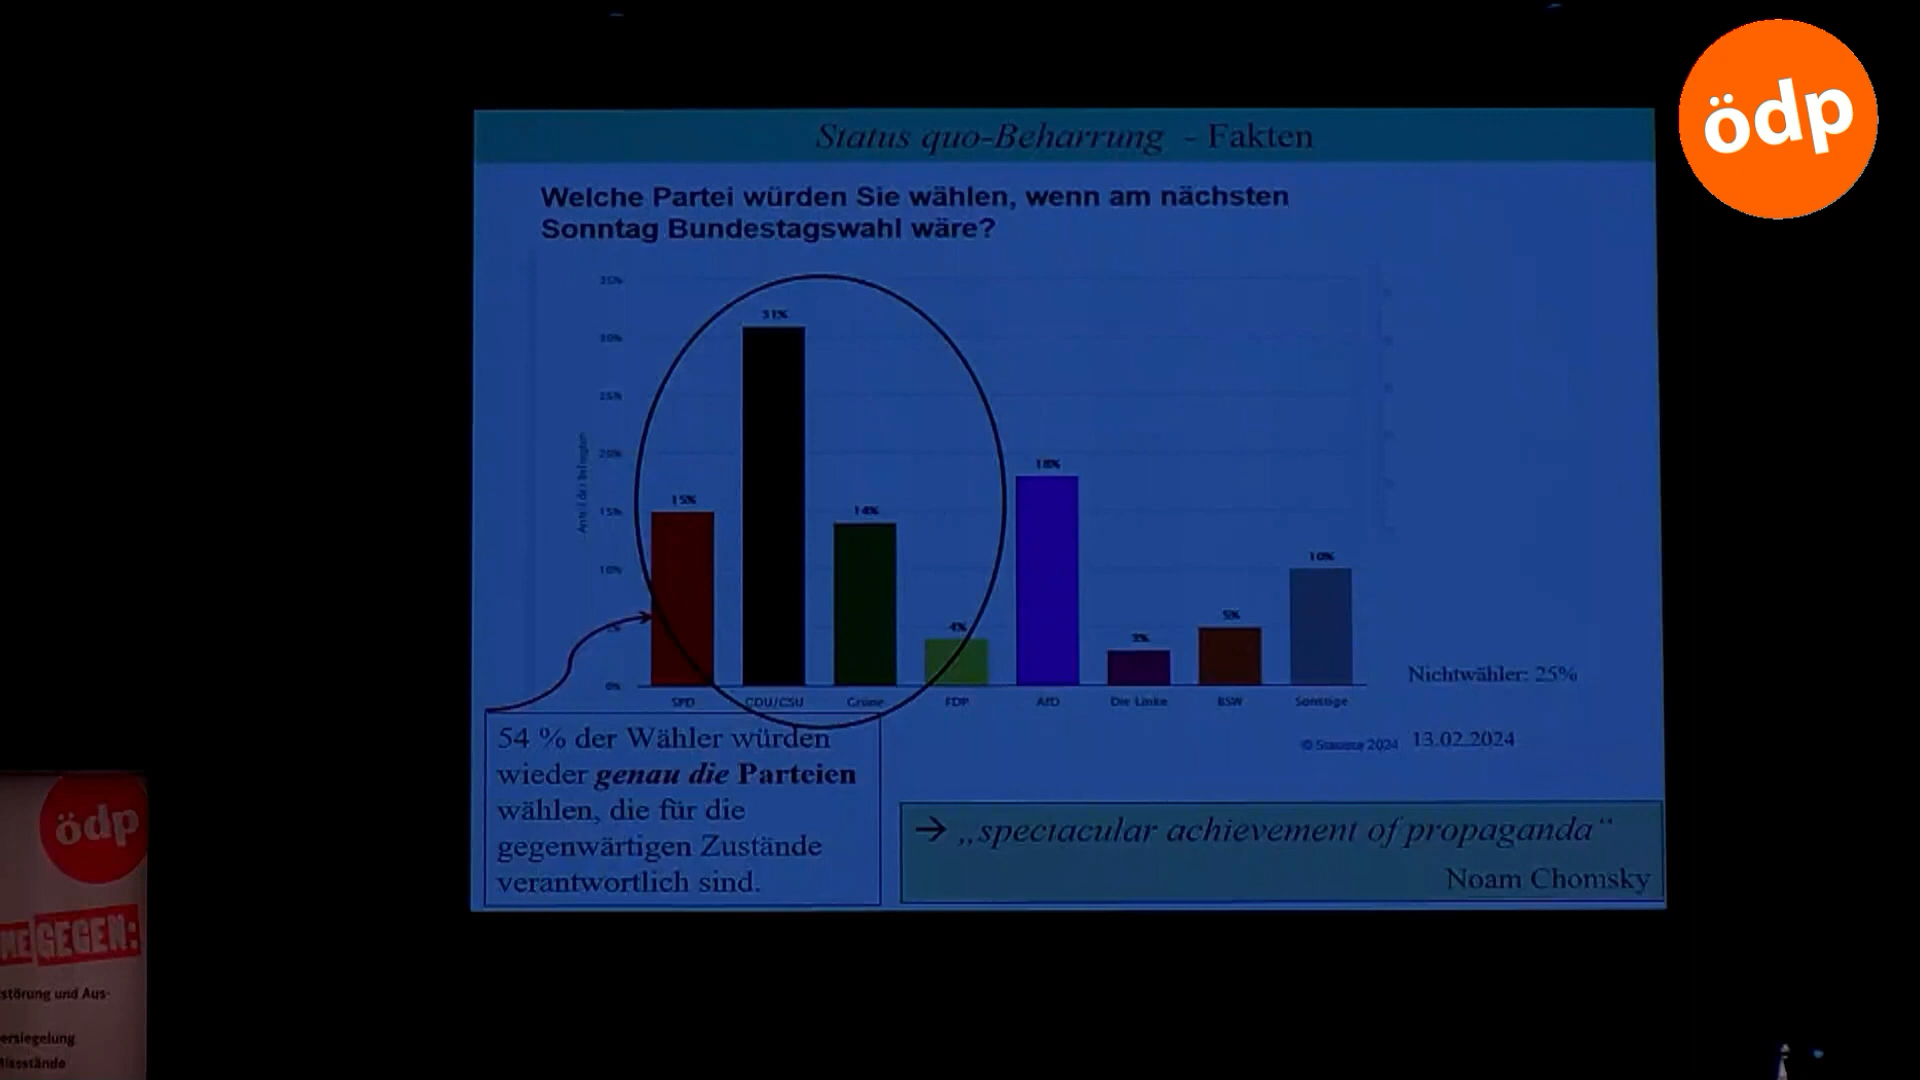 ödp
Status quo-Beharrung - Fakten
Welche Partei würden Sie wählen, wenn am nächsten
Sonntag Bundestagswahl wäre?
35%
30%
25%
20%
15%
10%
0%
15%
31%
14%
4%
18%
3%
5%
10%
SPD
CDU/CSU
Grüne
FDP
AfD
Die Linke
BSW
Sonstige
Nichtwähler: 25%
© Statista 2024 13.02.2024
54 % der Wähler würden
wieder genau die Parteien
wählen, die für die
gegenwärtigen Zustände
verantwortlich sind.
→ „spectacular achievement of propaganda“
Noam Chomsky
ödp
GEGEN:
störung und Aus-
ersiegelung